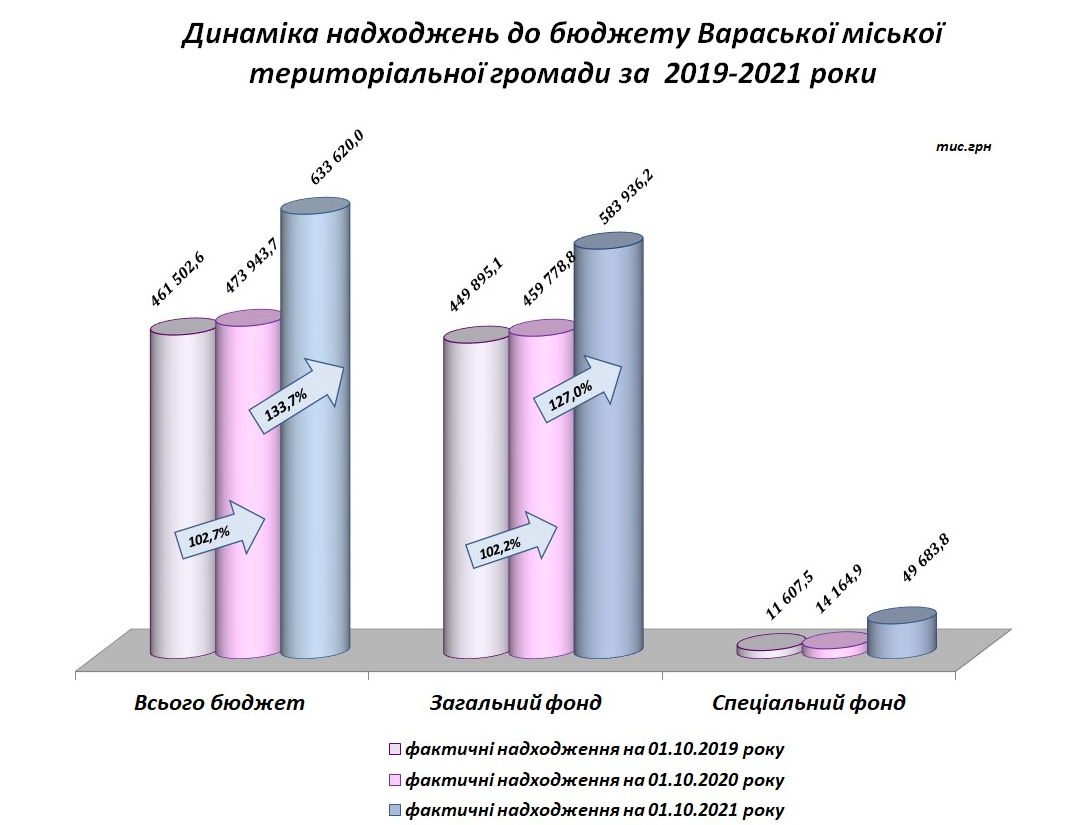 Динаміка надходжень до бюджету Вараської міської
територіальної громади за 2019-2021 роки
тис.грн
461 502,6
473 943,7
633 620,0
449 895,1
459 778,8
583 936,2
11 607,5
14 164,9
49 683,8
133,7%
127,0%
102,7%
102,2%
Всього бюджет
Загальний фонд
Спеціальний фонд
фактичні надходження на 01.10.2019 року
фактичні надходження на 01.10.2020 року
фактичні надходження на 01.10.2021 року